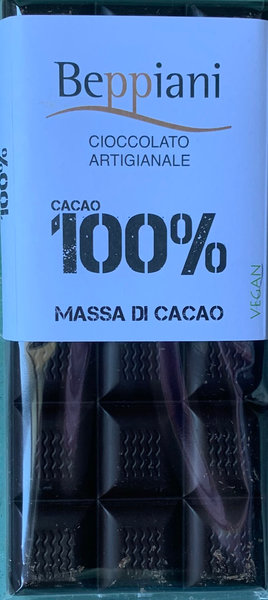 Beppiani
CIOCCOLATO
ARTIGIANALE
CACAO
100%
MASSA DI CACAO
VEGAN
100%